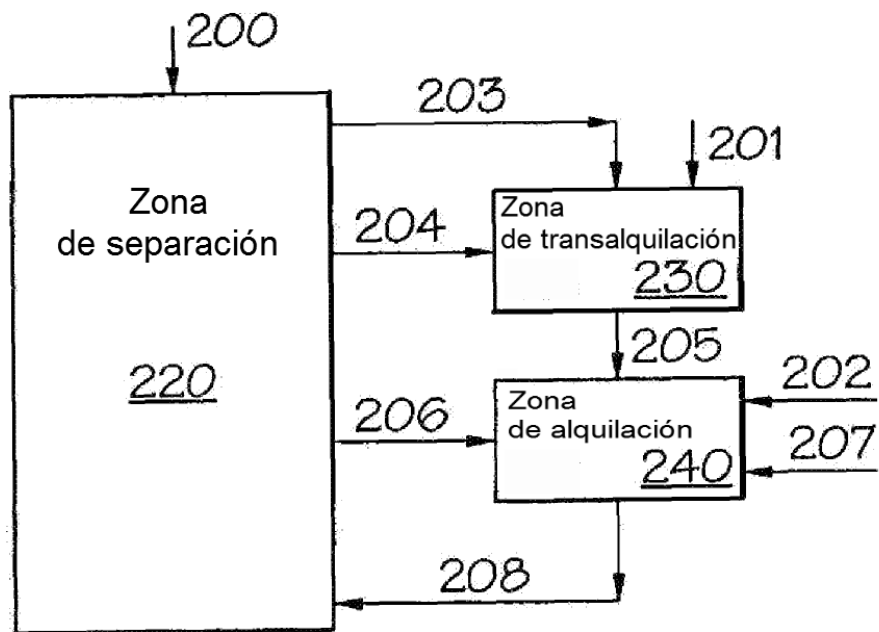 200
203
201
Zona
de separación
204
Zona
de transalquilación
230
205
220
202
Zona
de alquilación
206
207
240
208